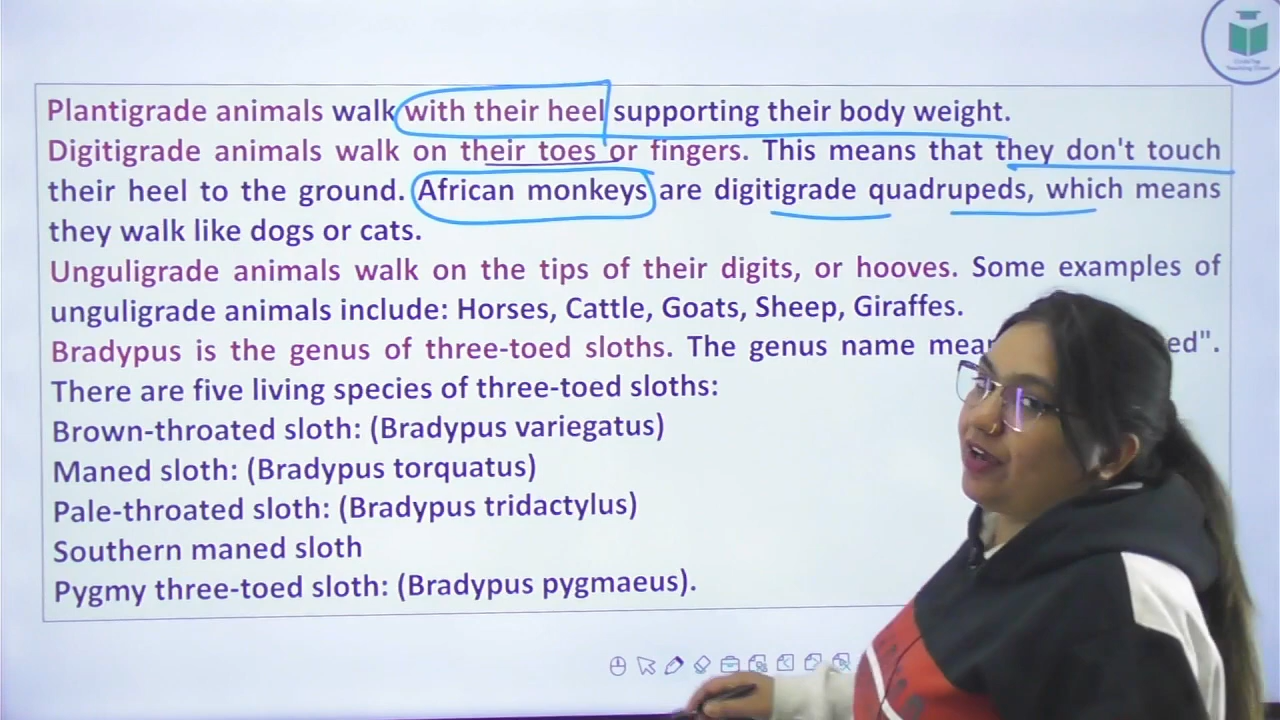 Plantigrade animals walk with their heel supporting their body weight.
Digitigrade animals walk on their toes or fingers. This means that they don't touch
their heel to the ground. African monkeys are digitigrade quadrupeds, which means
they walk like dogs or cats.
Unguligrade animals walk on the tips of their digits, or hooves. Some examples of
unguligrade animals include: Horses, Cattle, Goats, Sheep, Giraffes.
Bradypus is the genus of three-toed sloths. The genus name ed".
There are five living species of three-toed sloths:
Brown-throated sloth: (Bradypus variegatus)
Maned sloth: (Bradypus torquatus)
Pale-throated sloth: (Bradypus tridactylus)
Southern maned sloth
Pygmy three-toed sloth: (Bradypus pygmaeus).